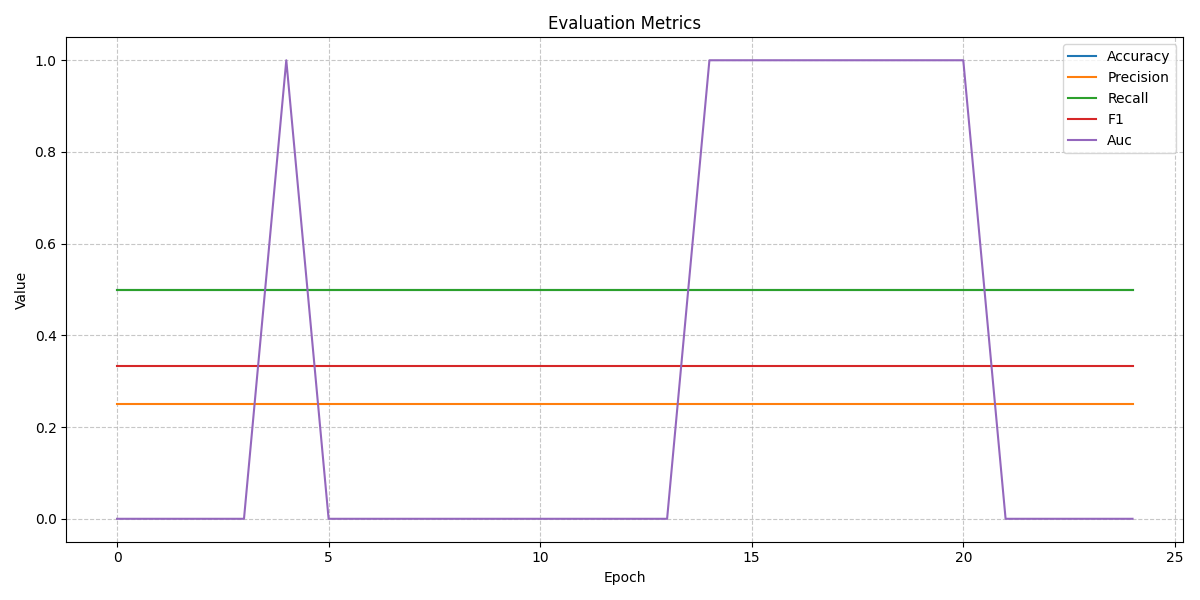 Evaluation Metrics
1.0
0.8
0.6
0.4
0.2
0.0
Value
Accuracy
Precision
Recall
F1
Auc
0 5 10 15 20 25
Epoch